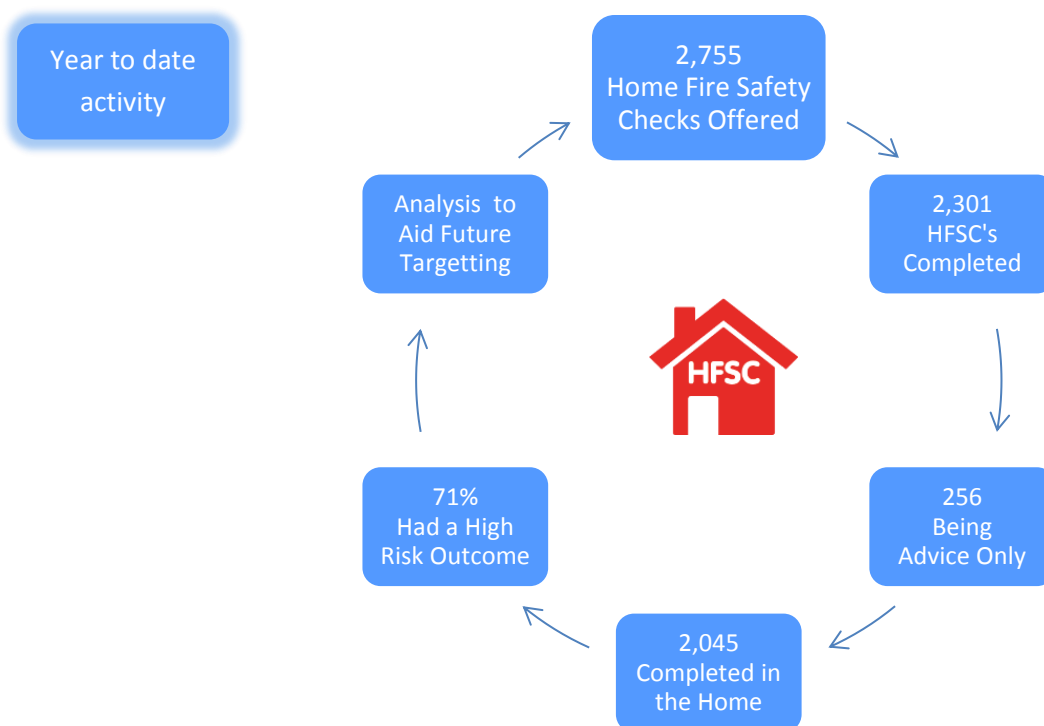 Year to date
activity
2,755
Home Fire Safety
Checks Offered
2,301
HFSC's
Completed
256
Being
Advice Only
2,045
Completed in
the Home
71%
Had a High
Risk Outcome
Analysis to
Aid Future
Targetting
HFSC